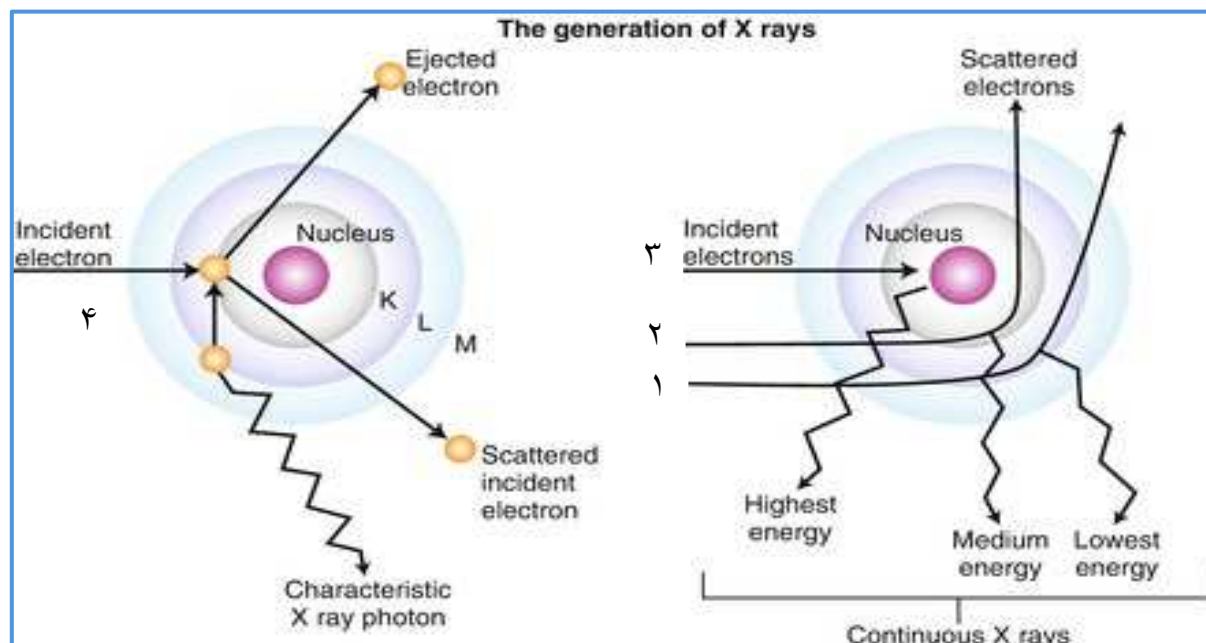 The generation of X rays
Ejected
electron
Incident
electron
Nucleus
K
L
M
۴
Scattered
incident
electron
Characteristic
X ray photon
Scattered
electrons
۳
Incident
electrons
Nucleus
۲
۱
Highest
energy
Medium
energy
Lowest
energy
Continuous X rays